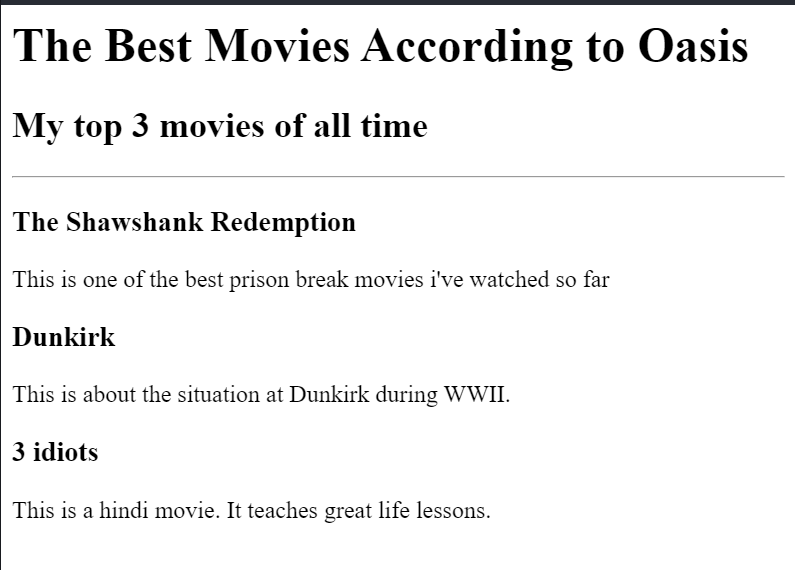 The Best Movies According to Oasis
My top 3 movies of all time
The Shawshank Redemption
This is one of the best prison break movies i've watched so far
Dunkirk
This is about the situation at Dunkirk during WWII.
3 idiots
This is a hindi movie. It teaches great life lessons.